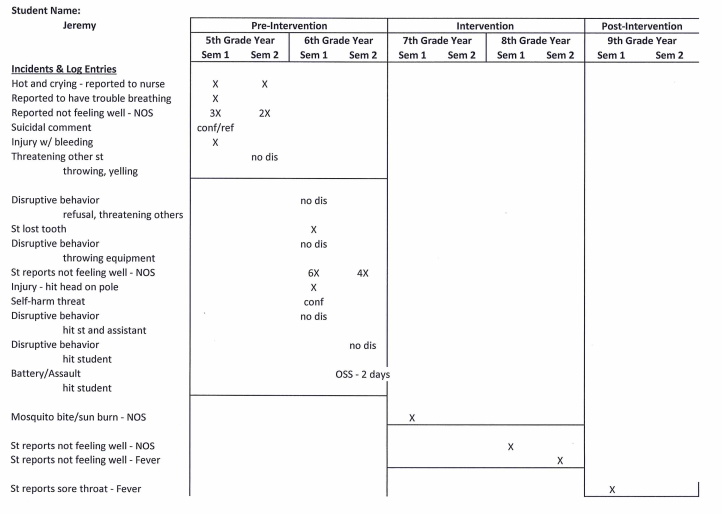 Student Name:
Jeremy
Pre-Intervention Intervention Post-Intervention
5th Grade Year 6th Grade Year 7th Grade Year 8th Grade Year 9th Grade Year
Sem 1 Sem 2 Sem 1 Sem 2 Sem 1 Sem 2 Sem 1 Sem 2 Sem 1 Sem 2
Incidents & Log Entries
Hot and crying - reported to nurse X X
Reported to have trouble breathing X
Reported not feeling well - NOS 3X 2X
Suicidal comment conf/ref
Injury w/ bleeding X
Threatening other st no dis
throwing, yelling
Disruptive behavior no dis
refusal, threatening others
St lost tooth X
Disruptive behavior no dis
throwing equipment
St reports not feeling well - NOS 6X 4X
Injury - hit head on pole X
Self-harm threat conf
Disruptive behavior no dis
hit st and assistant
Disruptive behavior no dis
hit student
Battery/Assault OSS - 2 days
hit student
Mosquito bite/sun burn - NOS X
St reports not feeling well - NOS X
St reports not feeling well - Fever X
St reports sore throat - Fever X